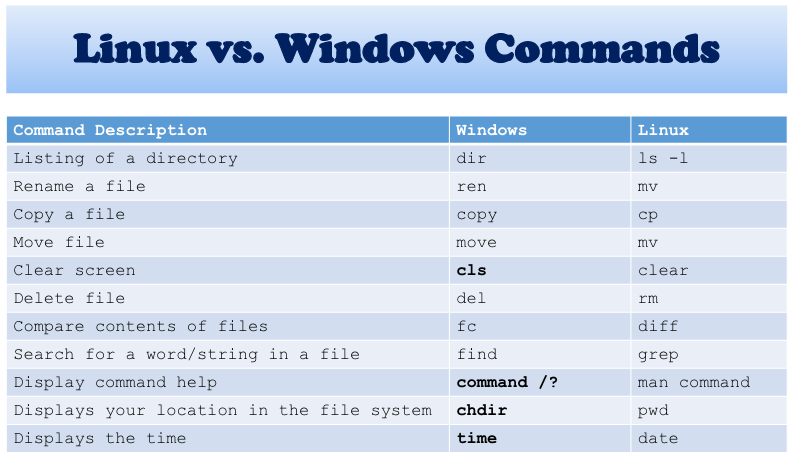 Linux vs. Windows Commands
Command Description Windows Linux
Listing of a directory dir ls -l
Rename a file ren mv
Copy a file copy cp
Move file move mv
Clear screen cls clear
Delete file del rm
Compare contents of files fc diff
Search for a word/string in a file find grep
Display command help command /? man command
Displays your location in the file system chdir pwd
Displays the time time date